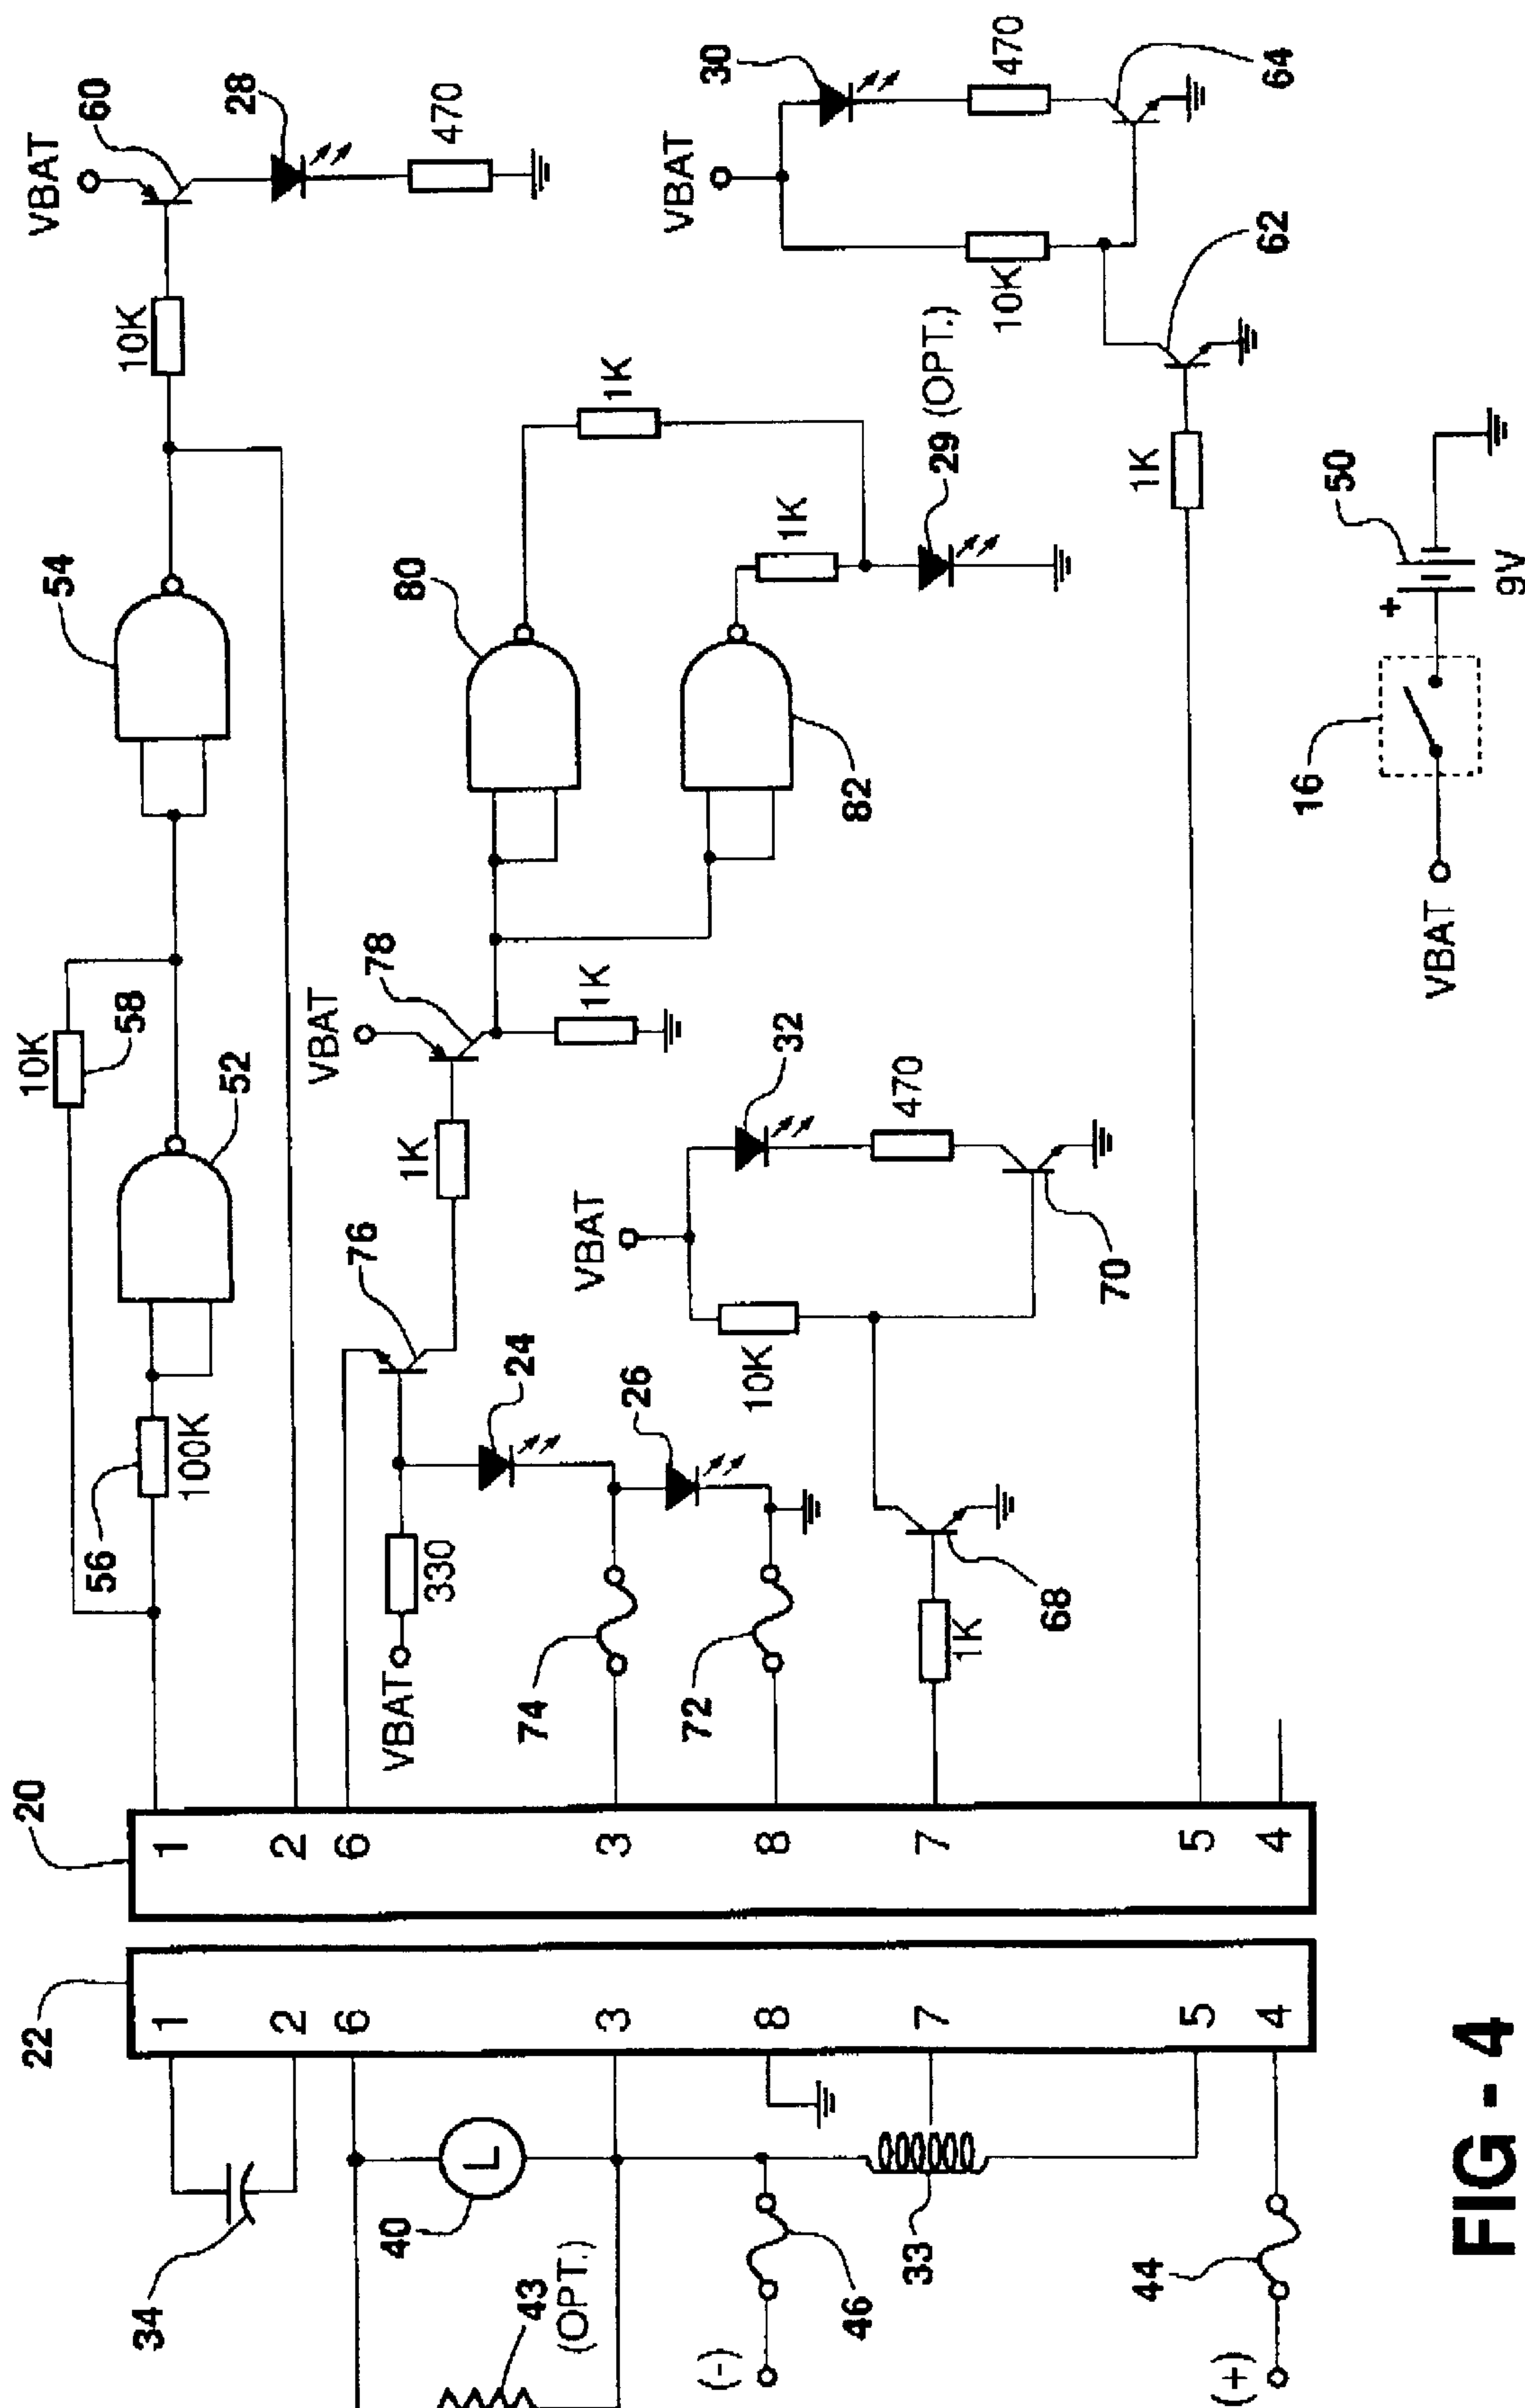 60
VBAT
28
470
10K
54
10K
58
52
56
100K
VBAT
30
470
64
10K
62
1K
80
82
1K
1K
29 (OPT.)
1K
50
+
9V
16
VBAT
VBAT
78
1K
1K
76
VBAT
32
470
10K
70
24
26
330
VBAT
74
72
68
1K
20
1
2
6
3
8
7
5
4
22
1
2
6
3
8
7
5
4
34
40
43
(OPT.)
46
(-)
33
44
(+)
FIG - 4